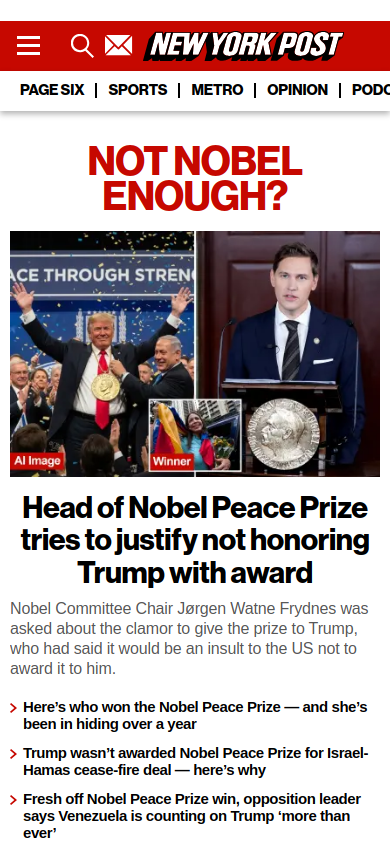 NEW YORK POST
PAGE SIX
SPORTS
METRO
OPINION
PODC
NOT NOBEL
ENOUGH?
ACE THROUGH STRENG
AI Image
Winner
Head of Nobel Peace Prize
tries to justify not honoring
Trump with award
Nobel Committee Chair Jørgen Watne Frydnes was
asked about the clamor to give the prize to Trump,
who had said it would be an insult to the US not to
award it to him.
Here’s who won the Nobel Peace Prize — and she’s
been in hiding over a year
Trump wasn’t awarded Nobel Peace Prize for Israel-
Hamas cease-fire deal — here’s why
Fresh off Nobel Peace Prize win, opposition leader
says Venezuela is counting on Trump ‘more than
ever’